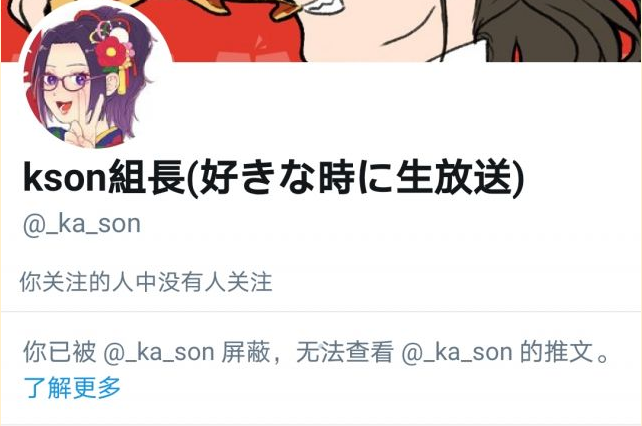 kson組長(好きな時に生放送)
@_ka_son
你关注的人中没有人关注
你已被 @_ka_son 屏蔽，无法查看 @_ka_son 的推文。
了解更多